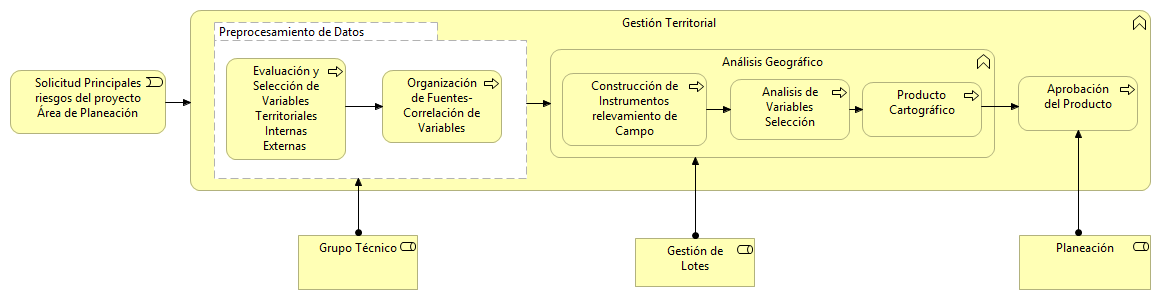 Gestión Territorial
Preprocesamiento de Datos
Análisis Geográfico
Solicitud Principales
riesgos del proyecto
Área de Planeación
Evaluación y
Selección de
Variables
Territoriales
Internas
Externas
Organización
de Fuentes-
Correlación de
Variables
Construcción de
Instrumentos
relevamiento de
Campo
Analisis de
Variables
Selección
Producto
Cartográfico
Aprobación
del Producto
Grupo Técnico
Gestión de
Lotes
Planeación